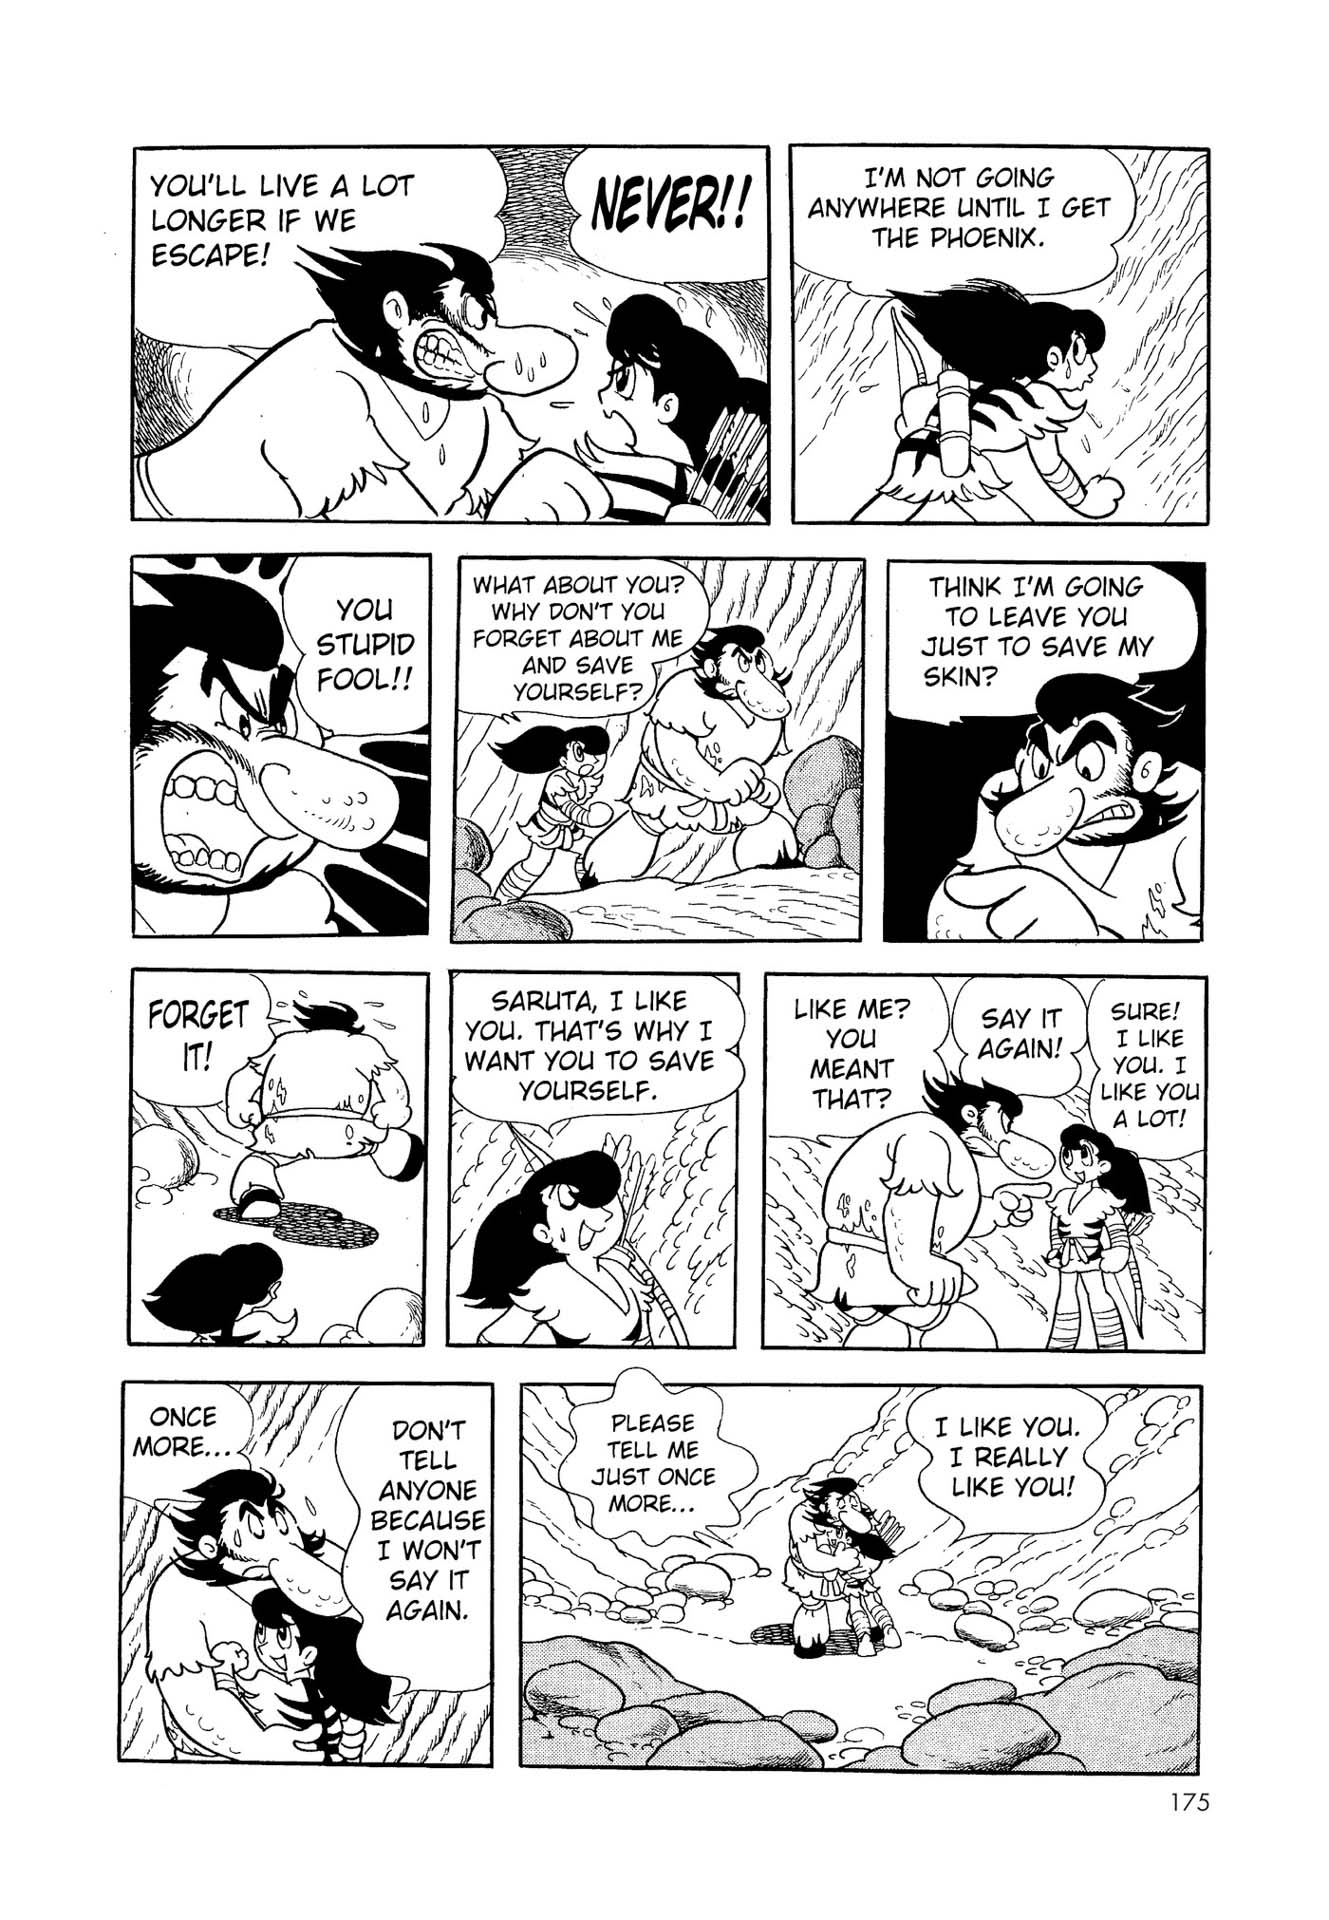 YOU'LL LIVE A LOT
LONGER IF WE
ESCAPE!
NEVER!!
I'M NOT GOING
ANYWHERE UNTIL I GET
THE PHOENIX.
YOU
STUPID
FOOL!!
WHAT ABOUT YOU?
WHY DON'T YOU
FORGET ABOUT ME
AND SAVE
YOURSELF?
THINK I'M GOING
TO LEAVE YOU
JUST TO SAVE MY
SKIN?
FORGET
IT!
SARUTA, I LIKE
YOU. THAT'S WHY I
WANT YOU TO SAVE
YOURSELF.
LIKE ME?
YOU
MEANT
THAT?
SAY IT
AGAIN!
SURE!
I LIKE
YOU. I
LIKE YOU
A LOT!
ONCE
MORE...
DON'T
TELL
ANYONE
BECAUSE
I WON'T
SAY IT
AGAIN.
PLEASE
TELL ME
JUST ONCE
MORE...
I LIKE YOU.
I REALLY
LIKE YOU!
175